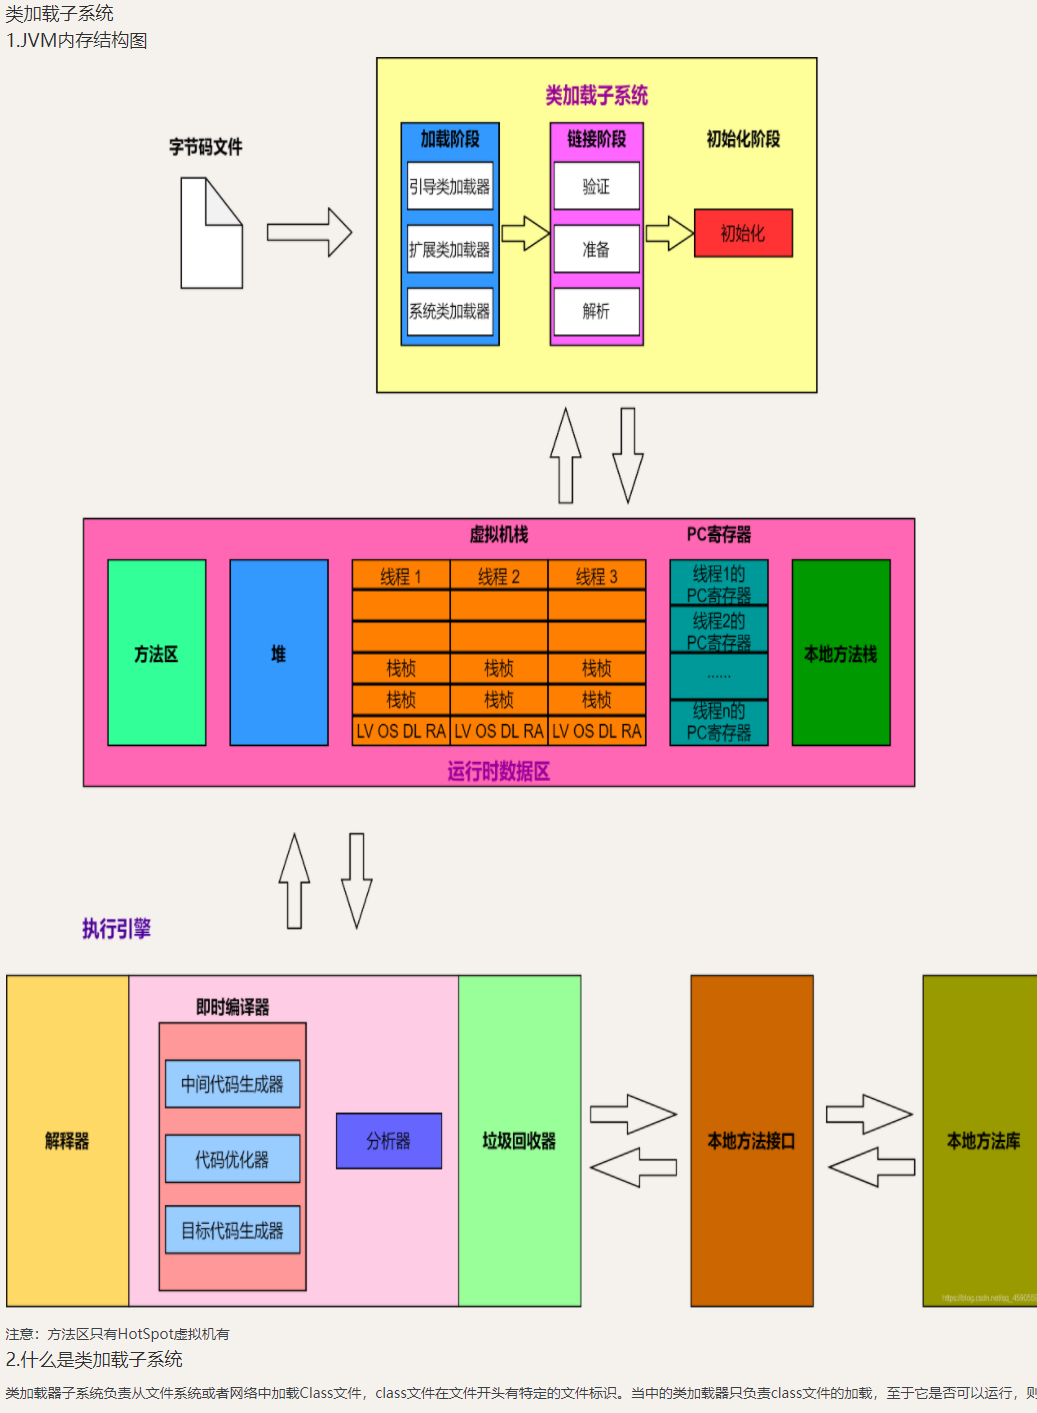 类加载子系统
1.JVM内存结构图
类加载子系统
字节码文件
加载阶段
链接阶段
初始化阶段
引导类加载器
验证
扩展类加载器
准备
初始化
系统类加载器
解析
虚拟机栈
PC寄存器
方法区
堆
线程 1
线程 2
线程 3
栈桢
栈桢
栈桢
栈桢
栈桢
栈桢
LV OS DL RA
LV OS DL RA
LV OS DL RA
线程1的
PC寄存器
线程2的
PC寄存器
......
线程n的
PC寄存器
本地方法栈
运行时数据区
执行引擎
解释器
即时编译器
中间代码生成器
代码优化器
目标代码生成器
分析器
垃圾回收器
本地方法接口
本地方法库
注意：方法区只有HotSpot虚拟机有
2.什么是类加载子系统
类加载器子系统负责从文件系统或者网络中加载Class文件，class文件在文件开头有特定的文件标识。当中的类加载器只负责class文件的加载，至于它是否可以运行，则